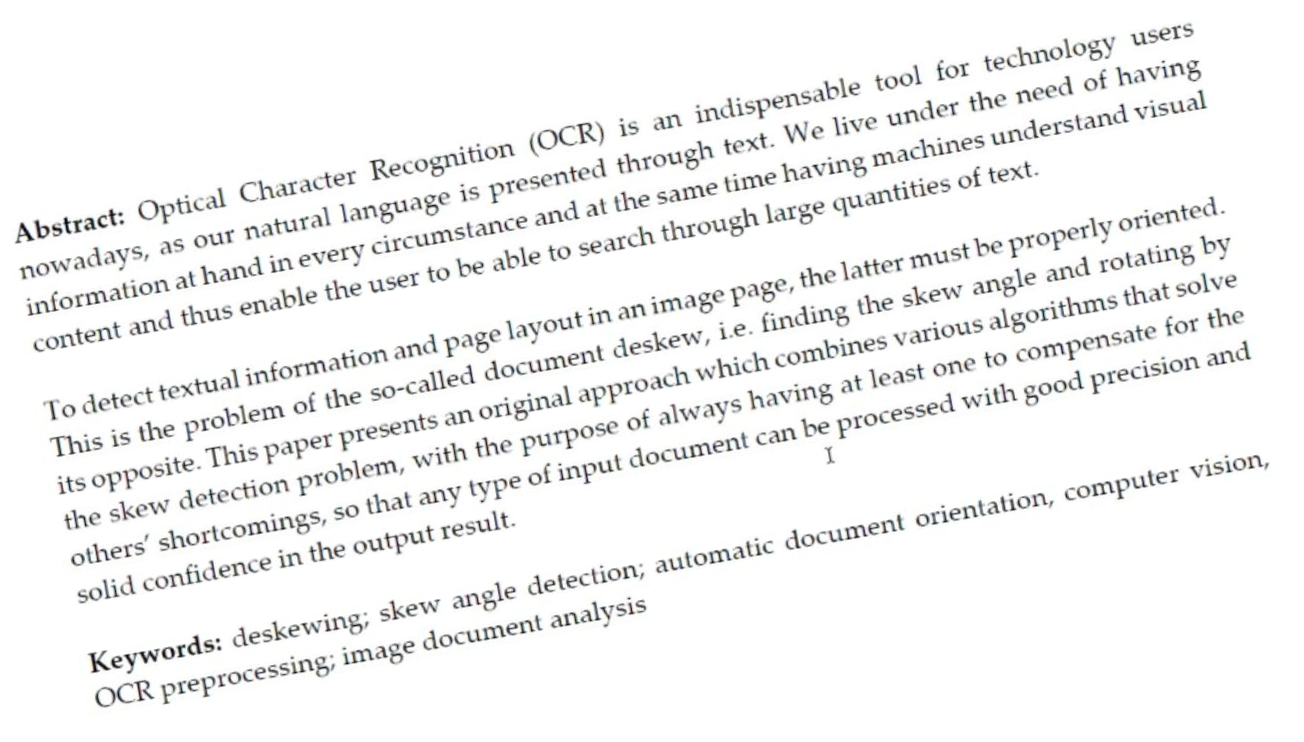 Abstract: Optical Character Recognition (OCR) is an indispensable tool for technology users
nowadays, as our natural language is presented through text. We live under the need of having
information at hand in every circumstance and at the same time having machines understand visual
content and thus enable the user to be able to search through large quantities of text.
To detect textual information and page layout in an image page, the latter must be properly oriented.
This is the problem of the so-called document deskew, i.e. finding the skew angle and rotating by
its opposite. This paper presents an original approach which combines various algorithms that solve
the skew detection problem, with the purpose of always having at least one to compensate for the
others' shortcomings, so that any type of input document can be processed with good precision and
solid confidence in the output result.
Keywords: deskewing; skew angle detection; automatic document orientation, computer vision,
OCR preprocessing; image document analysis